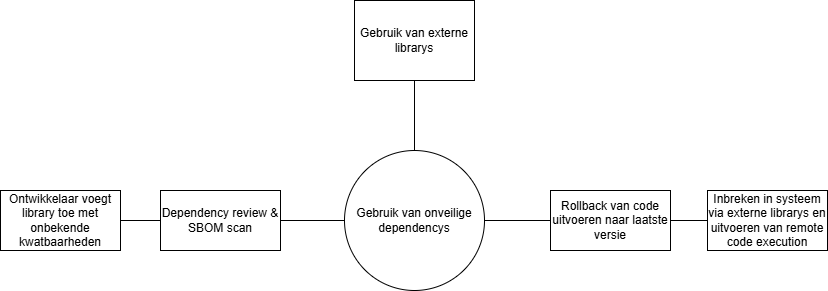 Gebruik van externe
librarys
Ontwikkelaar voegt
library toe met
onbekende
kwatbaarheden
Dependency review &
SBOM scan
Gebruik van onveilige
dependencys
Rollback van code
uitvoeren naar laatste
versie
Inbreken in systeem
via externe librarys en
uitvoeren van remote
code execution